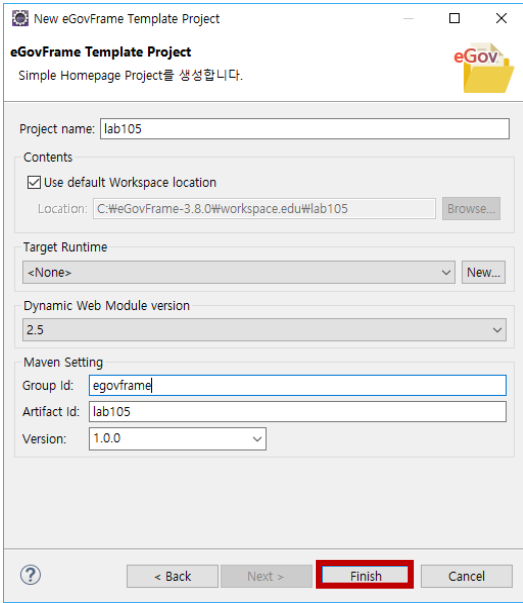 New eGovFrame Template Project
eGovFrame Template Project
Simple Homepage Project를 생성합니다.
eGov
Project name: lab105
Contents
Use default Workspace location
Location: C:₩eGovFrame-3.8.0₩workspace.edu₩lab105 Browse...
Target Runtime
<None> New...
Dynamic Web Module version
2.5
Maven Setting
Group Id: egovframe
Artifact Id: lab105
Version: 1.0.0
? < Back Next > Finish Cancel